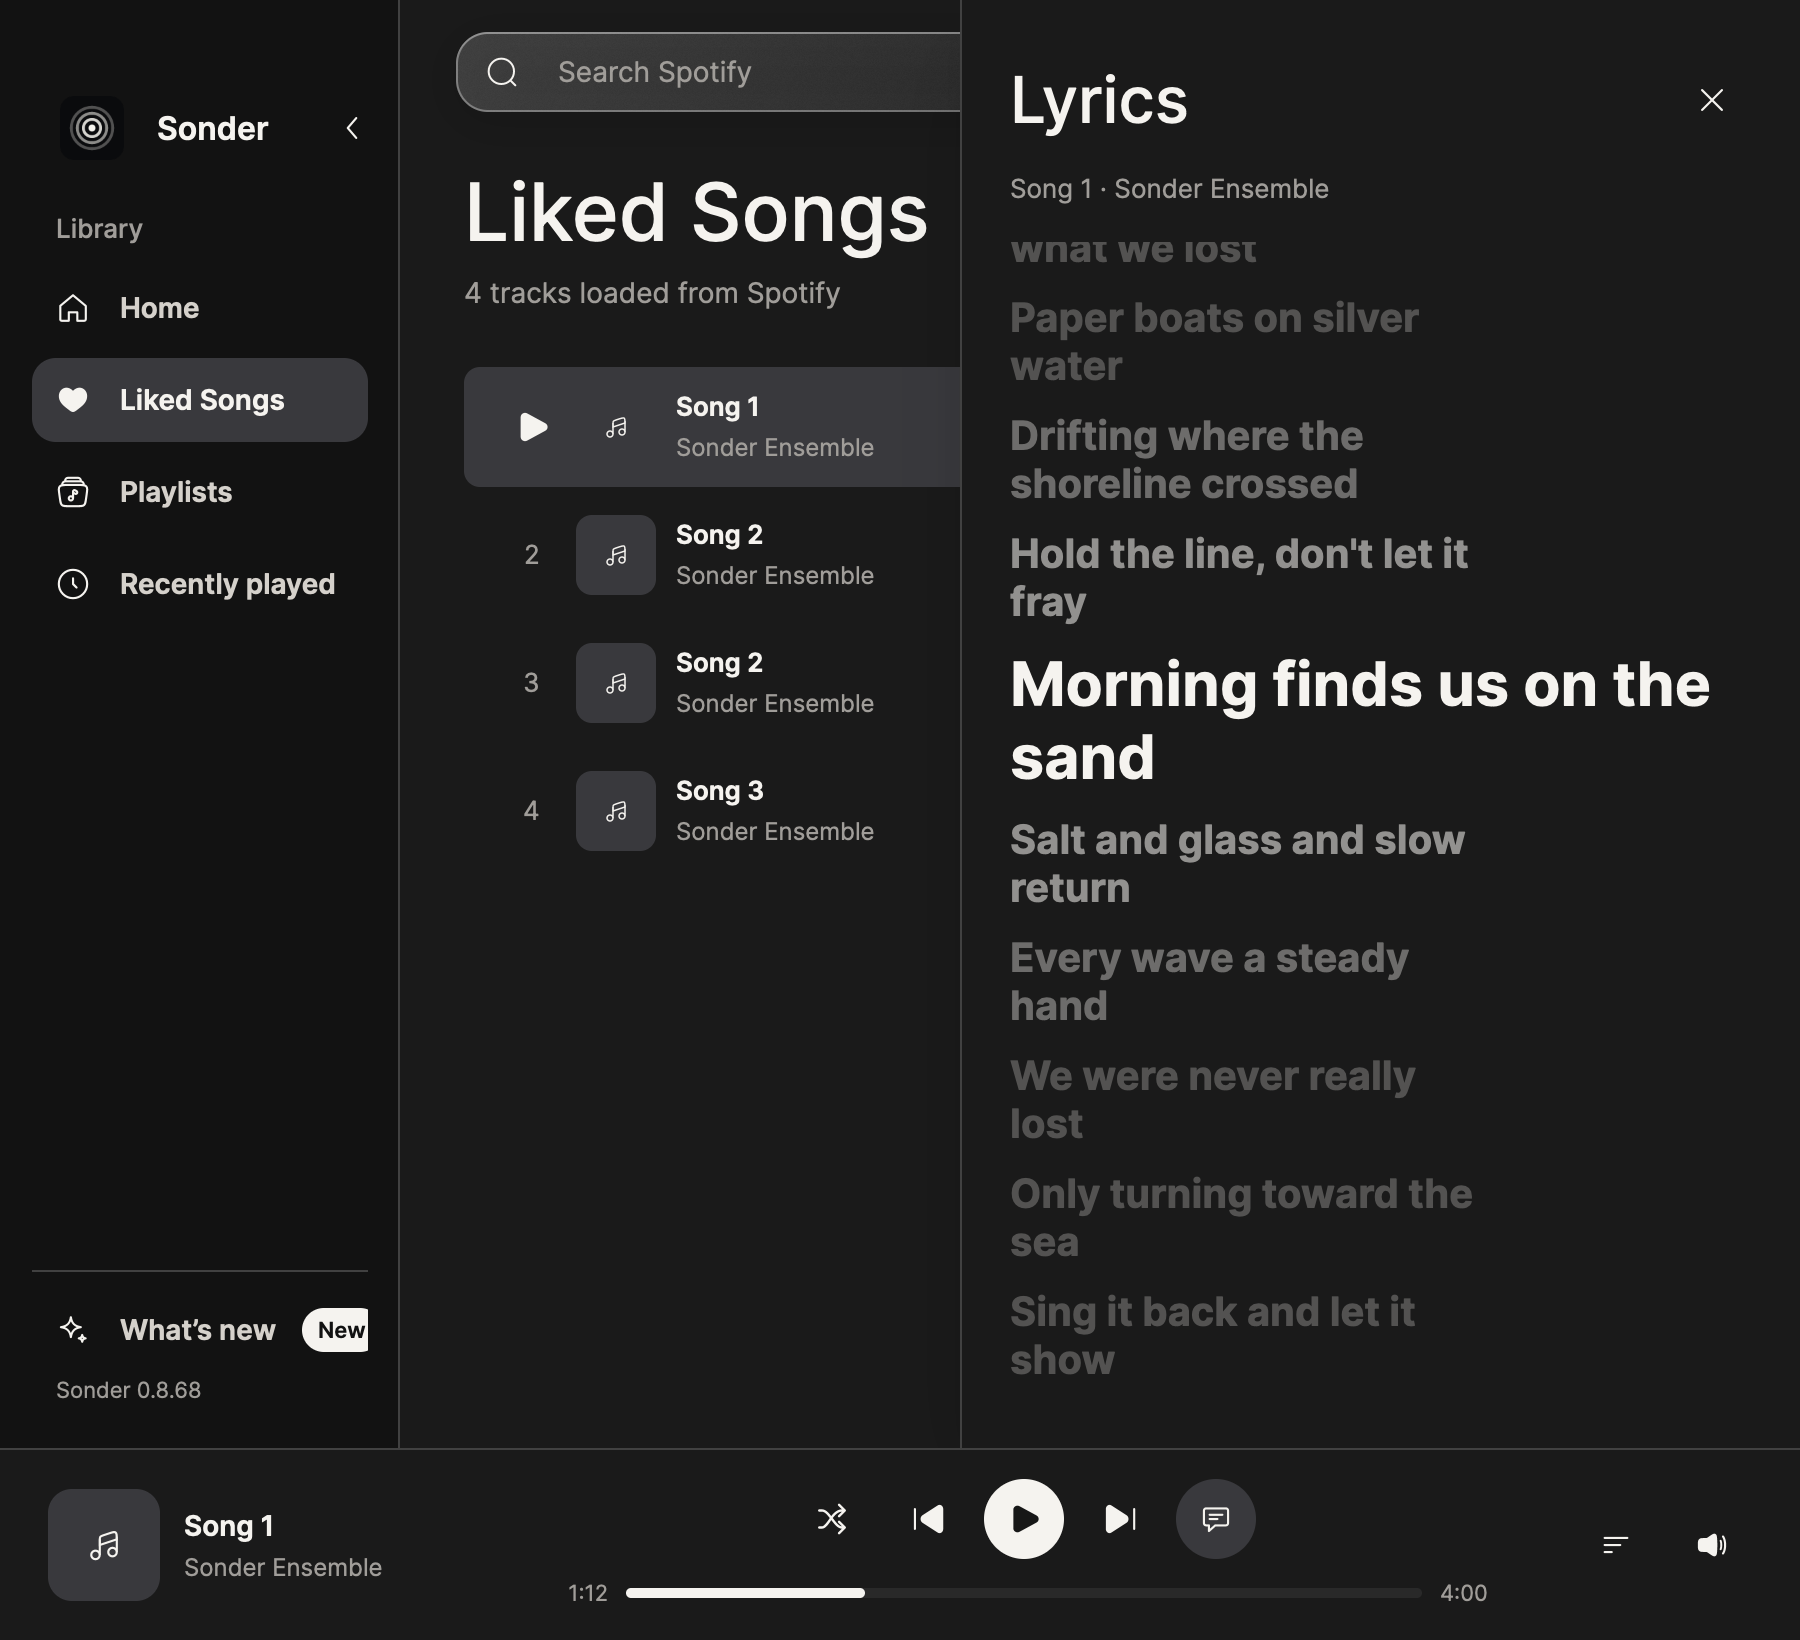 Sonder
Library
Home
Liked Songs
Playlists
Recently played
What’s new
New
Sonder 0.8.68
Search Spotify
Liked Songs
4 tracks loaded from Spotify
Song 1
Sonder Ensemble
2
Song 2
Sonder Ensemble
3
Song 2
Sonder Ensemble
4
Song 3
Sonder Ensemble
Lyrics
Song 1 · Sonder Ensemble
what we lost
Paper boats on silver
water
Drifting where the
shoreline crossed
Hold the line, don't let it
fray
Morning finds us on the
sand
Salt and glass and slow
return
Every wave a steady
hand
We were never really
lost
Only turning toward the
sea
Sing it back and let it
show
Song 1
Sonder Ensemble
1:12
4:00